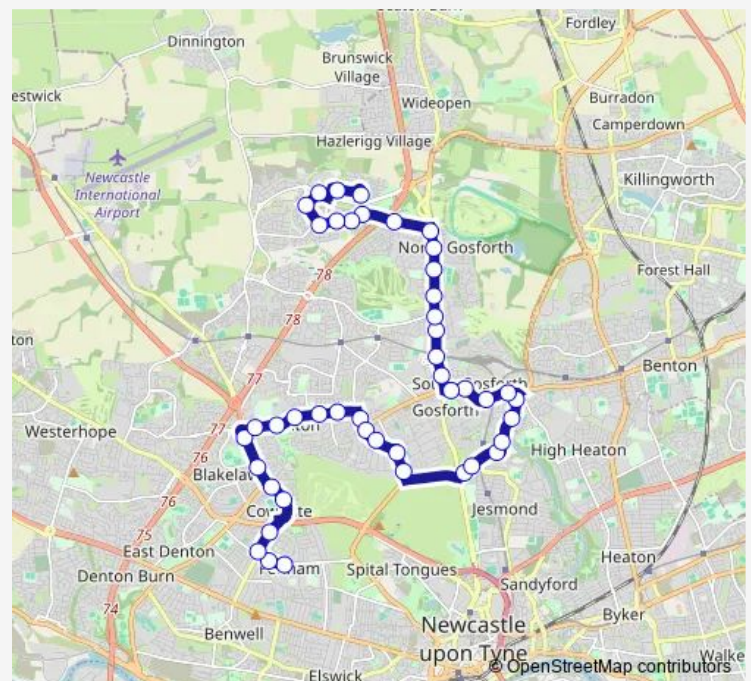 Fordley
Dinnington
Brunswick
Village
estwick
Burradon
Wideopen
Camperdown
Hazlerigg Village
Newcastle
International
Airport
Killingworth
North Gosforth
78
Forest Hall
78
ton
Benton
77
South Gosforth
Gosforth
Westerhope
77
76
High Heaton
Blakelaw
76
Jesmond
75
East Denton
Heaton
Denton Burn
Fenham
Spital Tongues
74
Sandyford
Byker
Benwell
Newcastle
upon Tyne
Walke
Elswick
© OpenStreetMap contributors